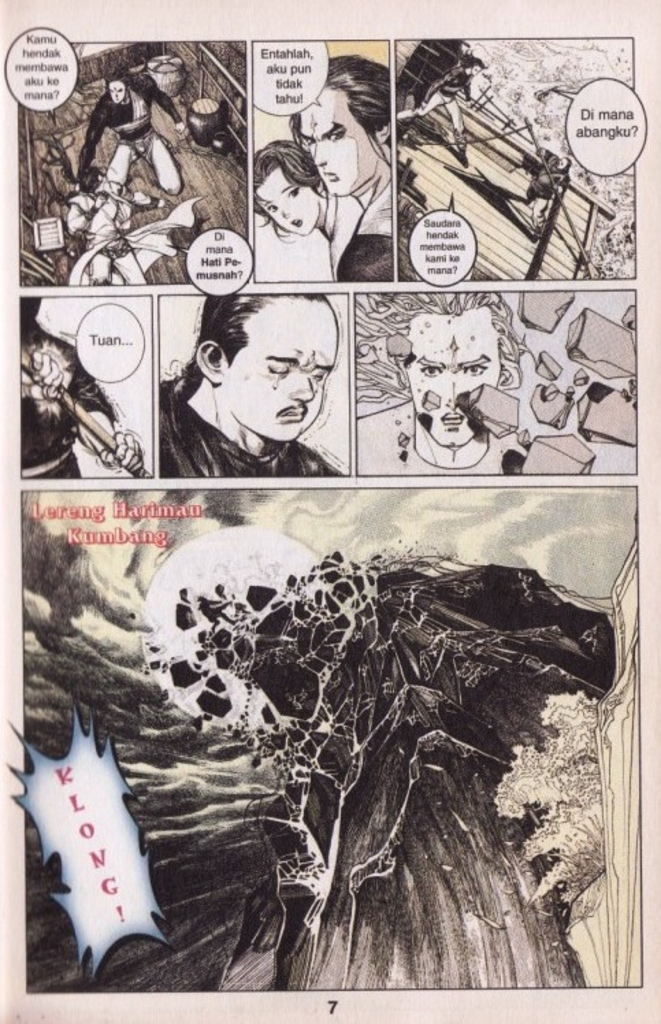 Kamu
hendak
membawa
aku ke
mana?
Di
mana
Hati Pe-
musnah?
Entahlah,
aku pun
tidak
tahu!
Di mana
abangku?
Saudara
hendak
membawa
kami ke
mana?
Tuan...
Lereng Harimau
Kumbang
KLONG!
7